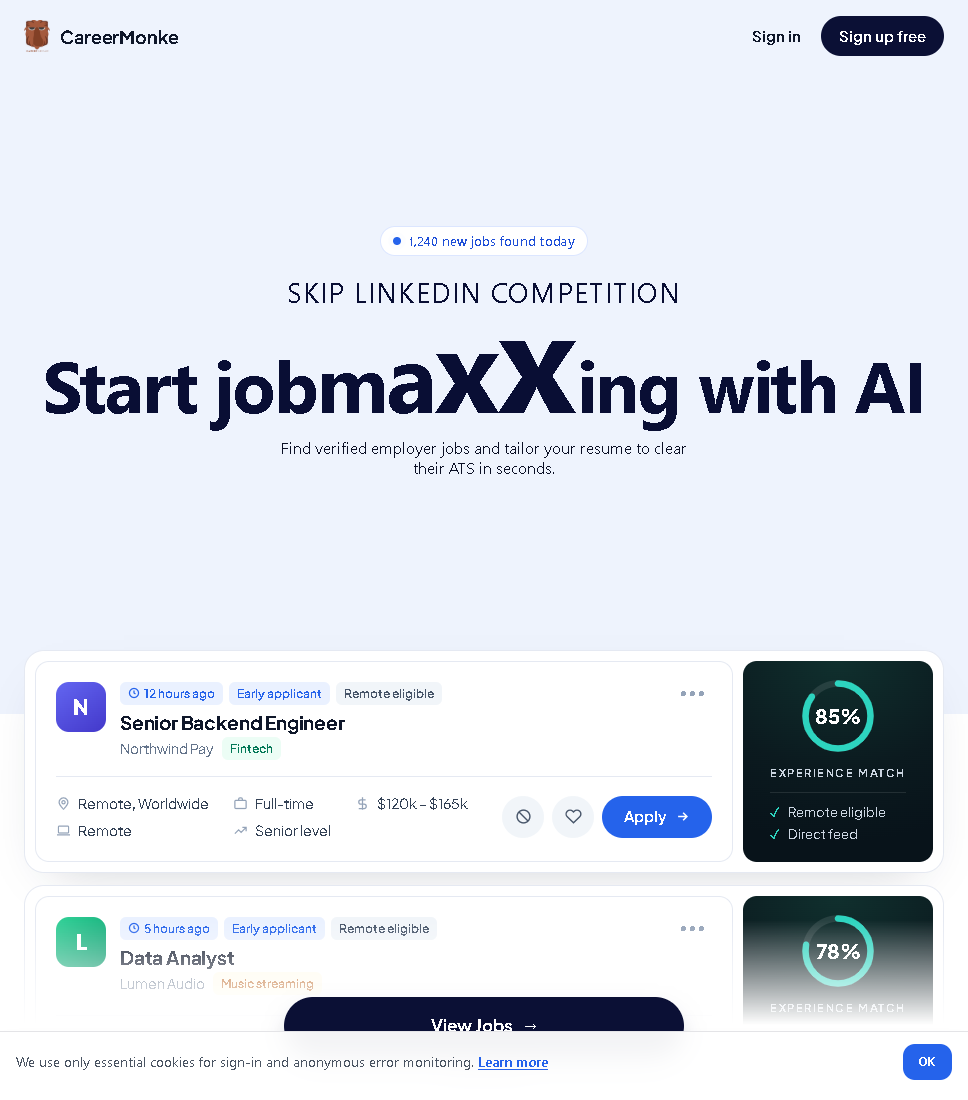 CareerMonke
Sign in
Sign up free
1,240 new jobs found today
SKIP LINKEDIN COMPETITION
Start jobmaxXing with AI
Find verified employer jobs and tailor your resume to clear
their ATS in seconds.
N
12 hours ago
Early applicant
Remote eligible
Senior Backend Engineer
Northwind Pay
Fintech
Remote, Worldwide
Full-time
$120k – $165k
Remote
Senior level
Apply →
85%
EXPERIENCE MATCH
✓ Remote eligible
✓ Direct feed
L
5 hours ago
Early applicant
Remote eligible
Data Analyst
Lumen Audio
Music streaming
78%
EXPERIENCE MATCH
View Jobs →
We use only essential cookies for sign-in and anonymous error monitoring. Learn more
OK